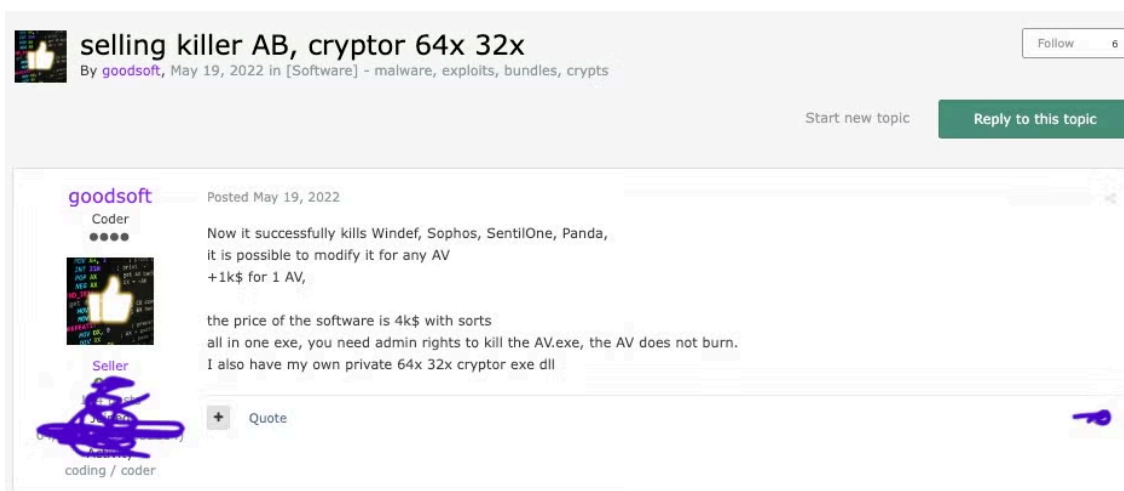 selling killer AB, cryptor 64x 32x
Follow 6
By goodsoft, May 19, 2022 in [Software] - malware, exploits, bundles, crypts
Start new topic
Reply to this topic
goodsoft
Coder
Posted May 19, 2022
Now it successfully kills Windef, Sophos, SentilOne, Panda,
it is possible to modify it for any AV
+1k$ for 1 AV,
the price of the software is 4k$ with sorts
all in one exe, you need admin rights to kill the AV.exe, the AV does not burn.
I also have my own private 64x 32x cryptor exe dll
Seller
+ Quote
Activity
coding / coder